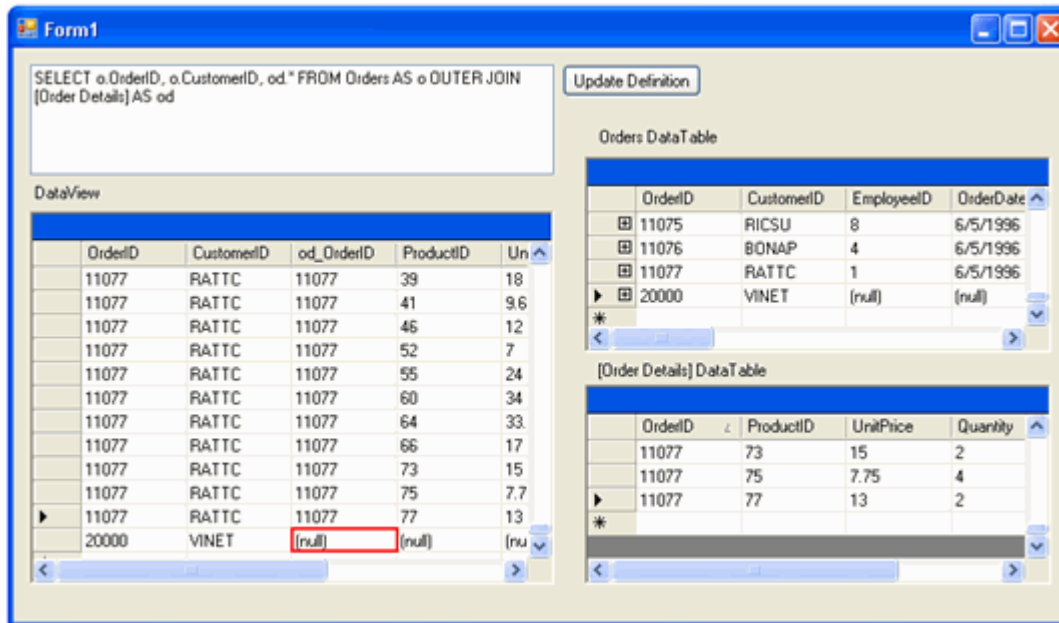 Form1
SELECT o.OrderID, o.CustomerID, od.* FROM Orders AS o OUTER JOIN
[Order Details] AS od
Update Definition
DataView
OrderID CustomerID od_OrderID ProductID Un
11077 RATTC 11077 39 18
11077 RATTC 11077 41 9.6
11077 RATTC 11077 46 12
11077 RATTC 11077 52 7
11077 RATTC 11077 55 24
11077 RATTC 11077 60 34
11077 RATTC 11077 64 33.
11077 RATTC 11077 66 17
11077 RATTC 11077 73 15
11077 RATTC 11077 75 7.7
11077 RATTC 11077 77 13
20000 VINET (null) (null) (nu
Orders DataTable
OrderID CustomerID EmployeeID OrderDate
11075 RICSU 8 6/5/1996
11076 BONAP 4 6/5/1996
11077 RATTC 1 6/5/1996
20000 VINET (null) (null)
[Order Details] DataTable
OrderID ProductID UnitPrice Quantity
11077 73 15 2
11077 75 7.75 4
11077 77 13 2